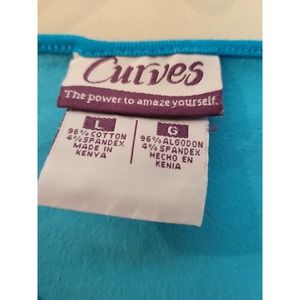 Curves
The power to amaze yourself.
L
96% COTTON
4% SPANDEX
MADE IN
KENYA
G
96% ALGODON
4% SPANDEX
HECHO EN
KENIA